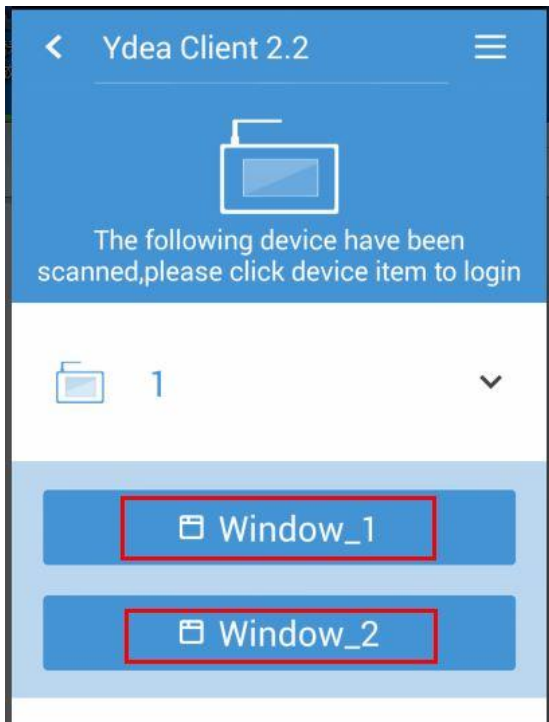 Ydea Client 2.2
The following device have been
scanned,please click device item to login
1
Window_1
Window_2